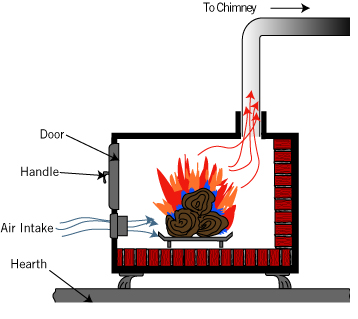 To Chimney
Door
Handle
Air Intake
Hearth